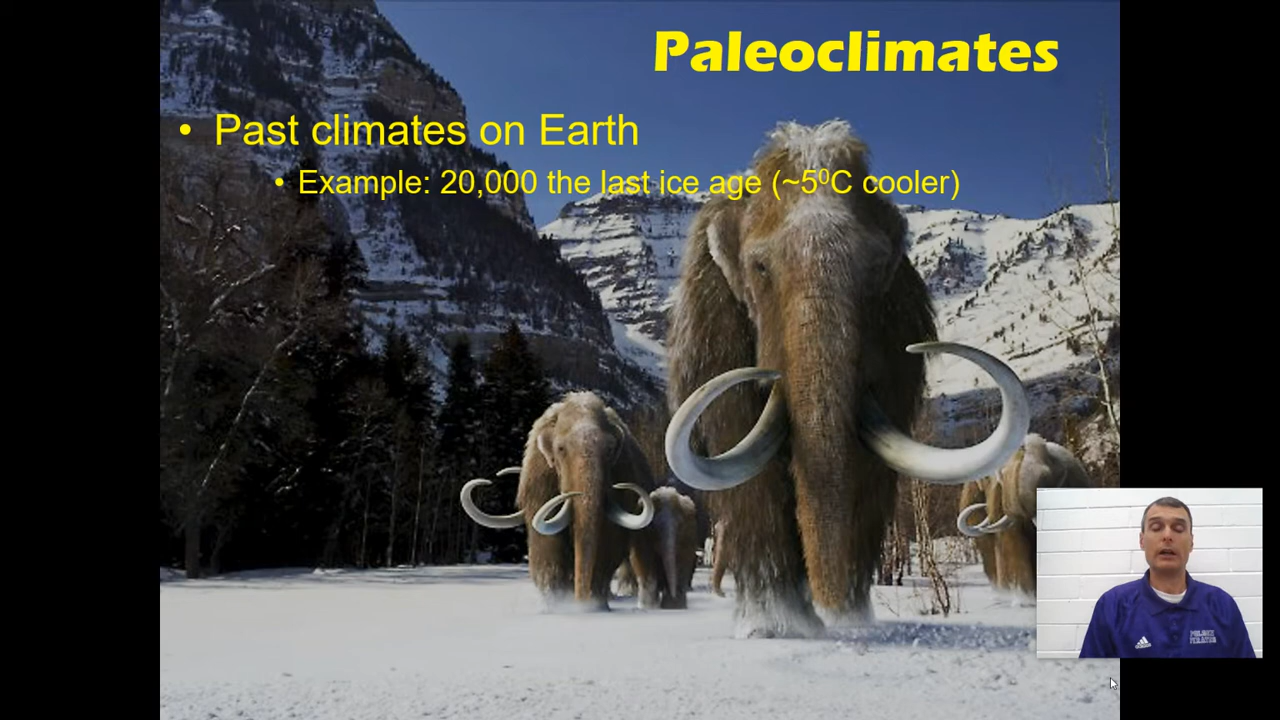 Paleoclimates
• Past climates on Earth
• Example: 20,000 the last ice age (~5⁰C cooler)